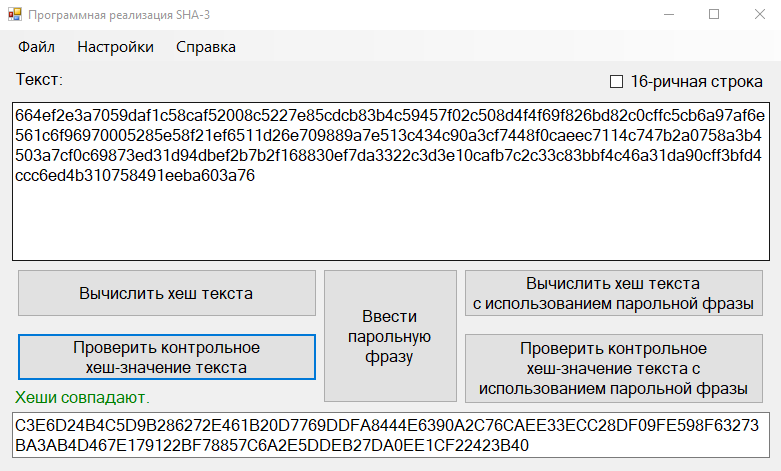 Программная реализация SHA-3
Файл Настройки Справка
Текст:
16-ричная строка
664ef2e3a7059daf1c58caf52008c5227e85cdcb83b4c59457f02c508d4f4f69f826bd82c0cffc5cb6a97af6e
561c6f96970005285e58f21ef6511d26e709889a7e513c434c90a3cf7448f0caeec7114c747b2a0758a3b4
503a7cf0c69873ed31d94dbef2b7b2f168830ef7da3322c3d3e10cafb7c2c33c83bbf4c46a31da90cff3bfd4
ccc6ed4b310758491eeba603a76
Вычислить хеш текста
Ввести
парольную
фразу
Вычислить хеш текста
с использованием парольной фразы
Проверить контрольное
хеш-значение текста
Проверить контрольное
хеш-значение текста с
использованием парольной фразы
Хеши совпадают.
C3E6D24B4C5D9B286272E461B20D7769DDFA8444E6390A2C76CAEE33ECC28DF09FE598F63273
BA3AB4D467E179122BF78857C6A2E5DDEB27DA0EE1CF22423B40